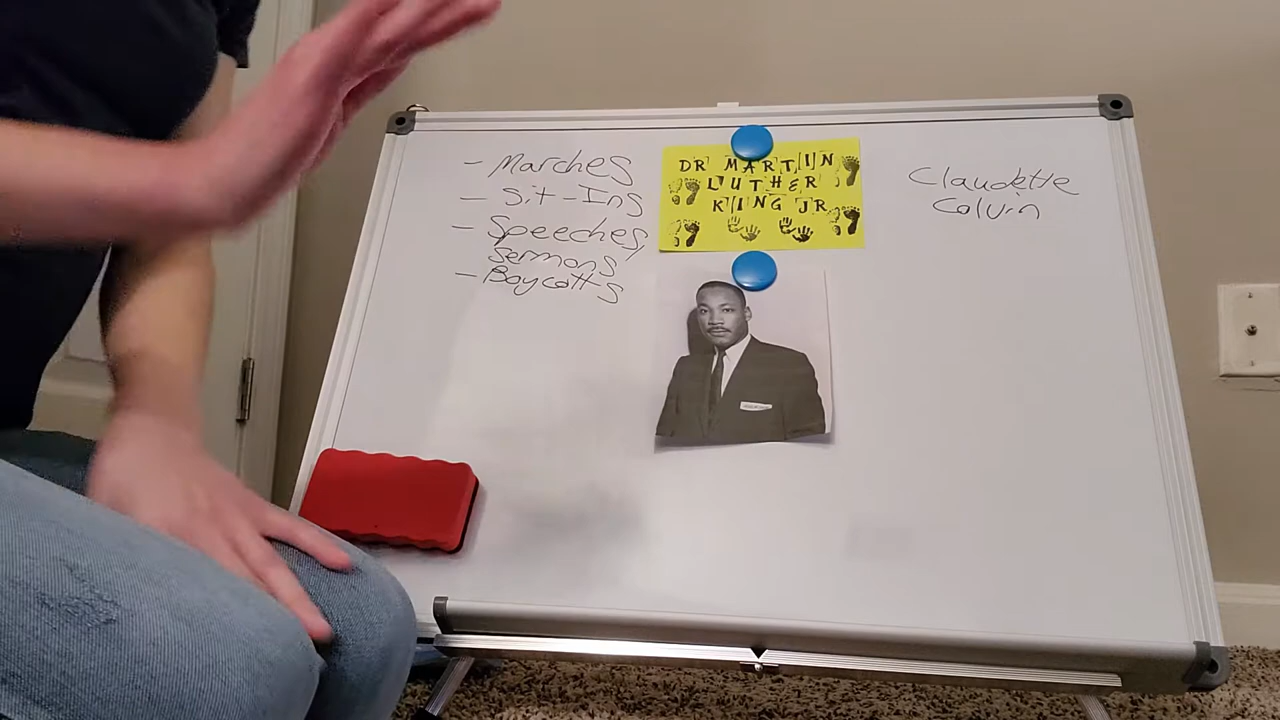 - Marches
- Sit-Ins
- Speeches,
Sermons
- Boycotts
DR MARTIN
LUTHER
KING JR
Claudette
Colvin